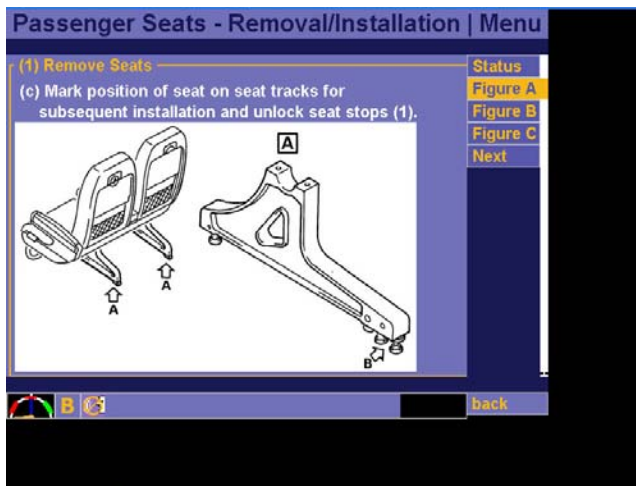 Passenger Seats - Removal/Installation | Menu
(1) Remove Seats
Status
(c) Mark position of seat on seat tracks for
subsequent installation and unlock seat stops (1).
Figure A
Figure B
Figure C
Next
A
A
A
B
B
back